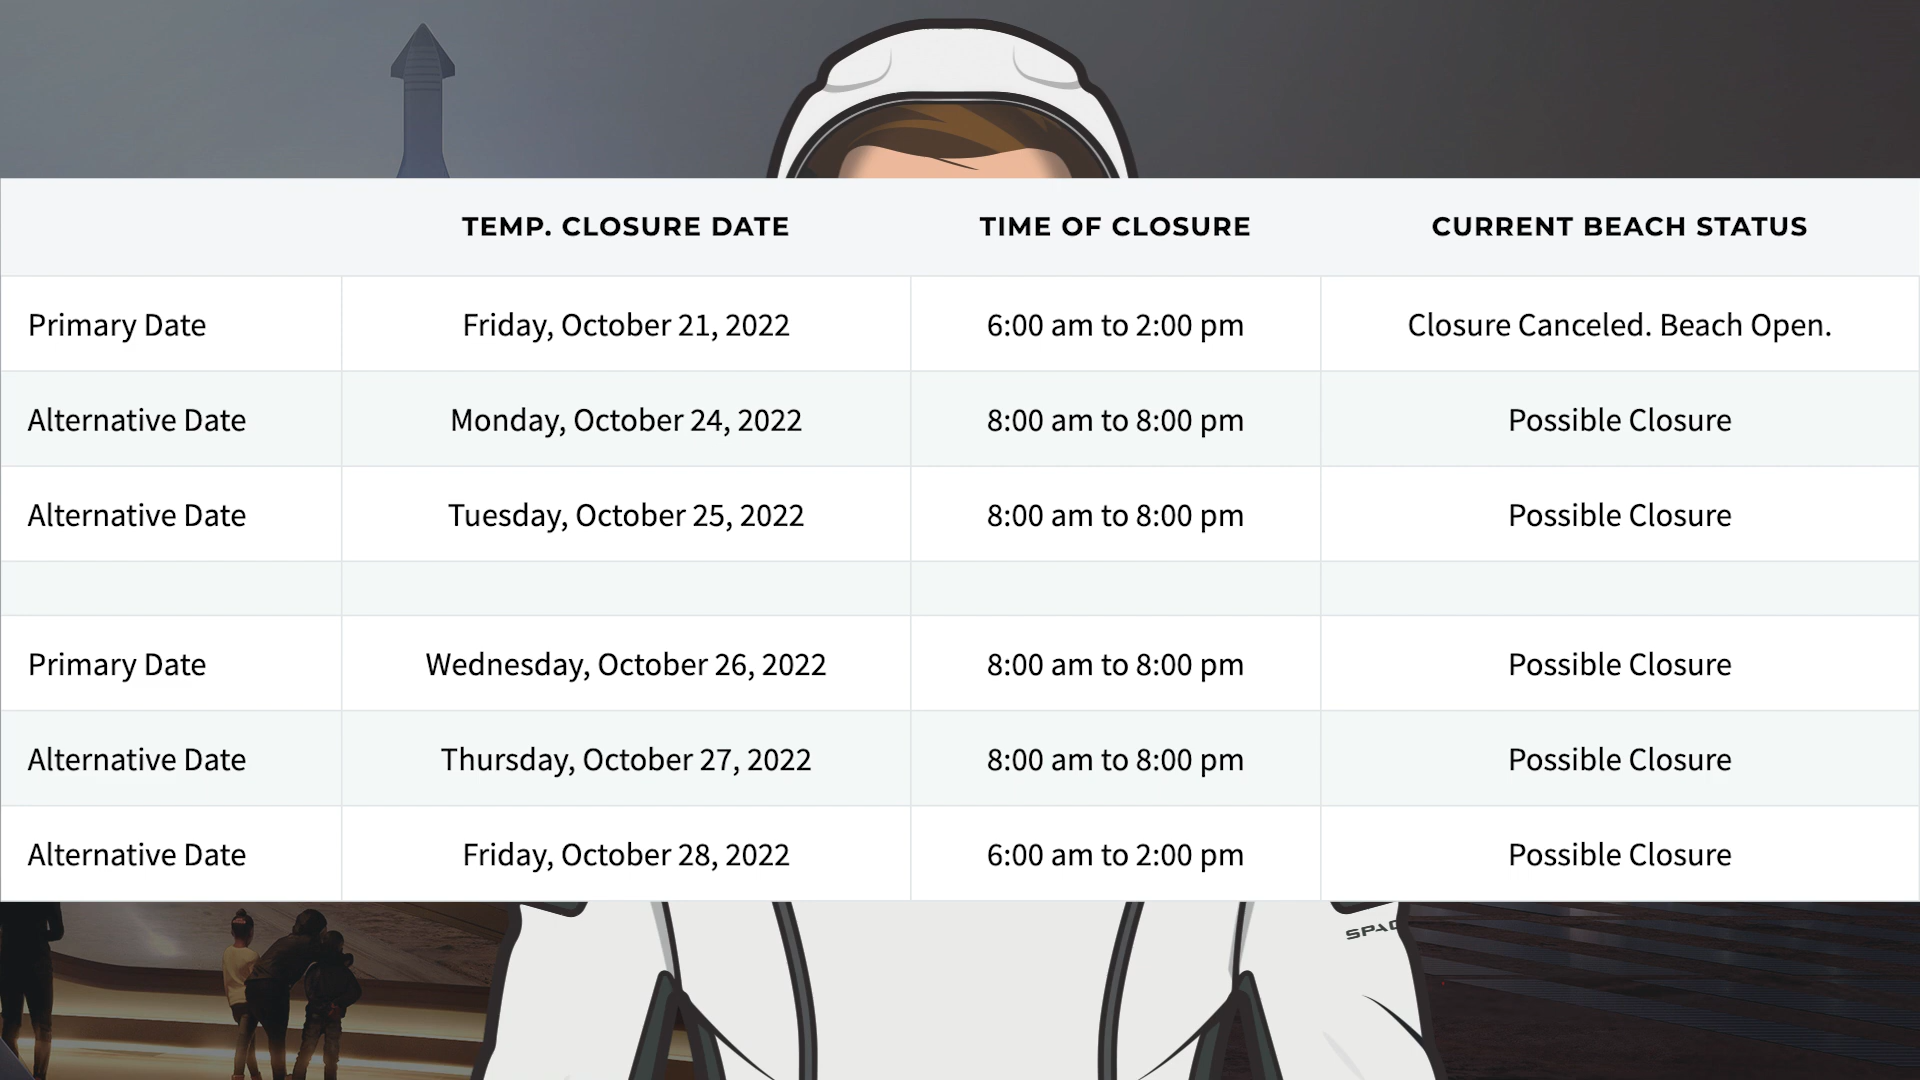 TEMP. CLOSURE DATE TIME OF CLOSURE CURRENT BEACH STATUS
Primary Date Friday, October 21, 2022 6:00 am to 2:00 pm Closure Canceled. Beach Open.
Alternative Date Monday, October 24, 2022 8:00 am to 8:00 pm Possible Closure
Alternative Date Tuesday, October 25, 2022 8:00 am to 8:00 pm Possible Closure
Primary Date Wednesday, October 26, 2022 8:00 am to 8:00 pm Possible Closure
Alternative Date Thursday, October 27, 2022 8:00 am to 8:00 pm Possible Closure
Alternative Date Friday, October 28, 2022 6:00 am to 2:00 pm Possible Closure
SPAC